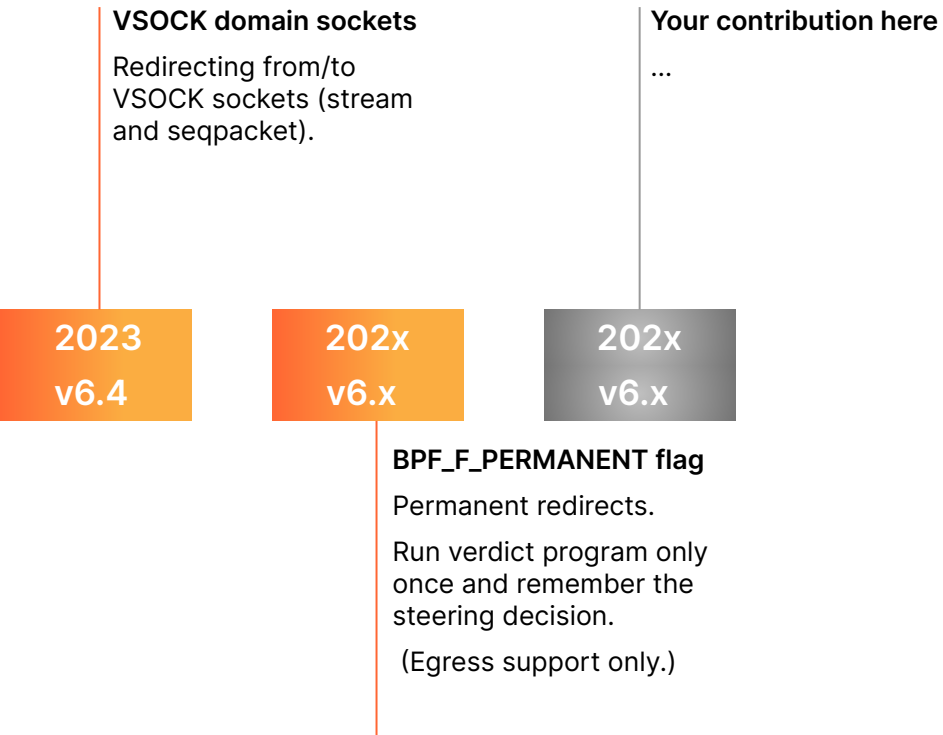 VSOCK domain sockets
Redirecting from/to
VSOCK sockets (stream
and seqpacket).
Your contribution here
...
2023
v6.4
202x
v6.x
202x
v6.x
BPF_F_PERMANENT flag
Permanent redirects.
Run verdict program only
once and remember the
steering decision.
(Egress support only.)